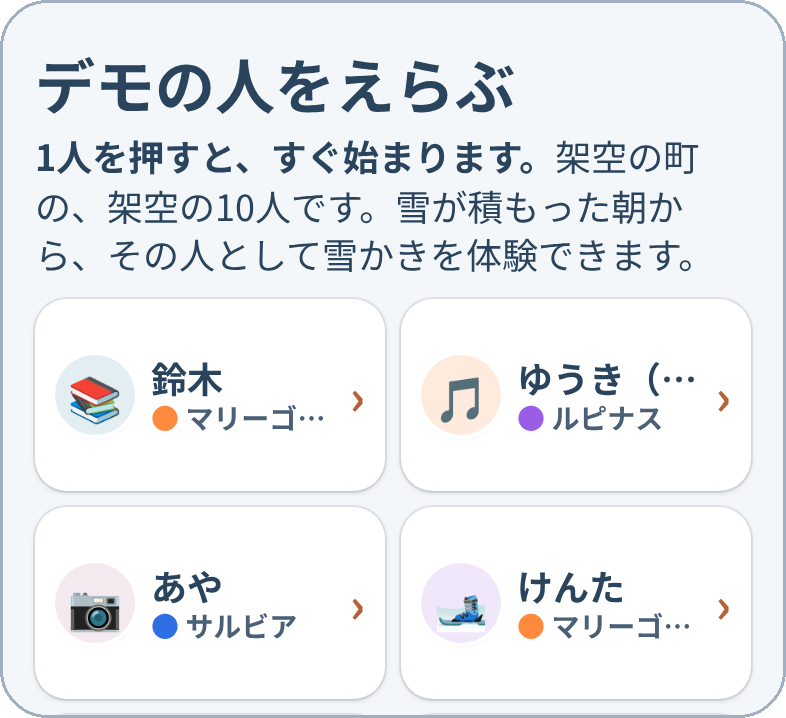 デモの人をえらぶ
1人を押すと、すぐ始まります。架空の町
の、架空の10人です。雪が積もった朝か
ら、その人として雪かきを体験できます。
鈴木
マリーゴ…
ゆうき（…
ルピナス
あや
サルビア
けんた
マリーゴ…